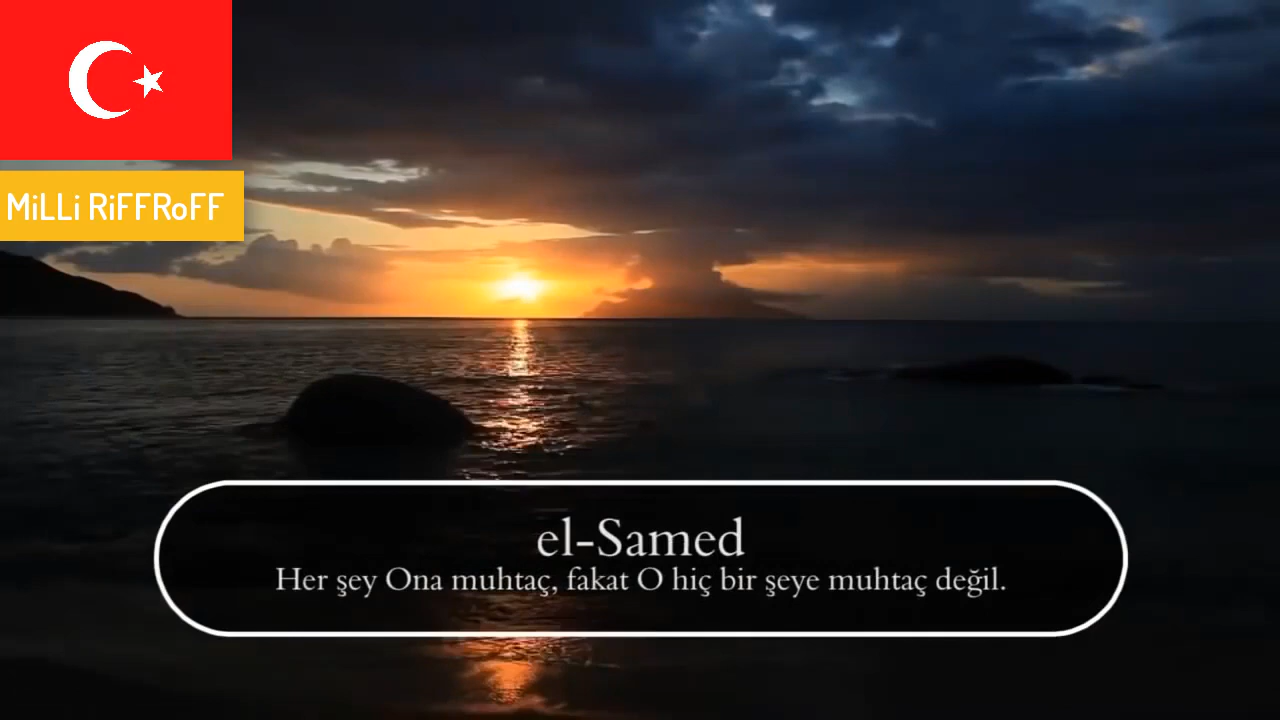 MiLLi RiFFRoFF
el-Samed
Her şey Ona muhtaç, fakat O hiç bir şeye muhtaç değil.